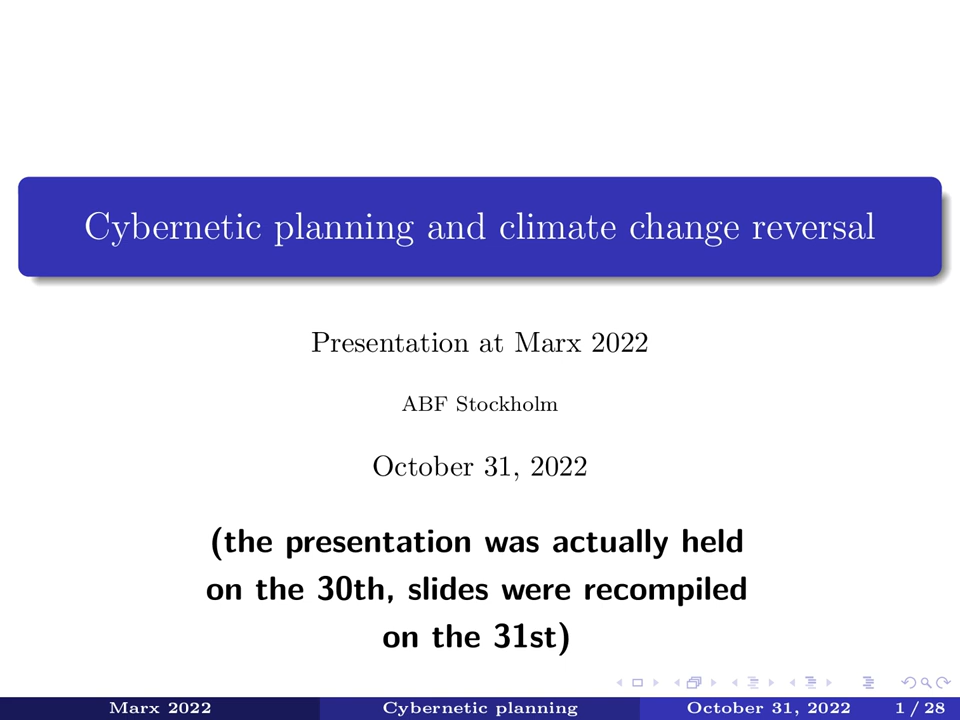 Cybernetic planning and climate change reversal
Presentation at Marx 2022
ABF Stockholm
October 31, 2022
(the presentation was actually held
on the 30th, slides were recompiled
on the 31st)
Marx 2022 Cybernetic planning October 31, 2022 1 / 28